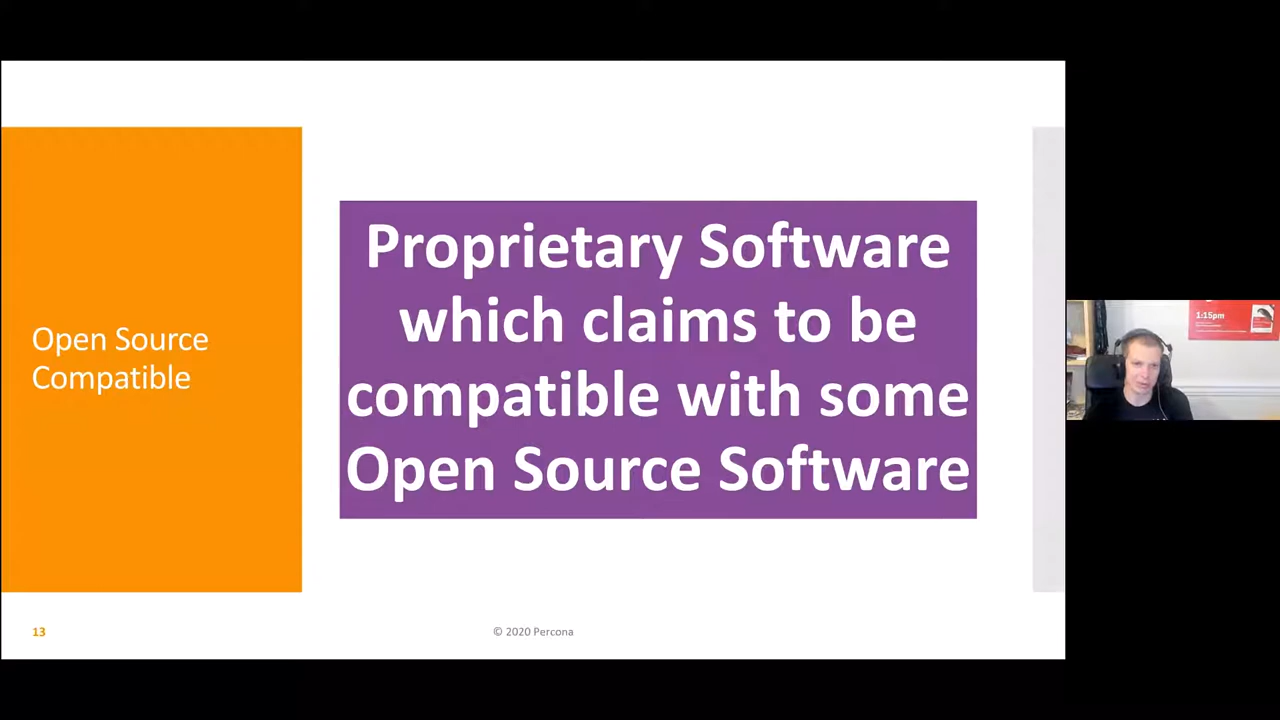 Open Source
Compatible
Proprietary Software
which claims to be
compatible with some
Open Source Software
13
© 2020 Percona
1:15pm